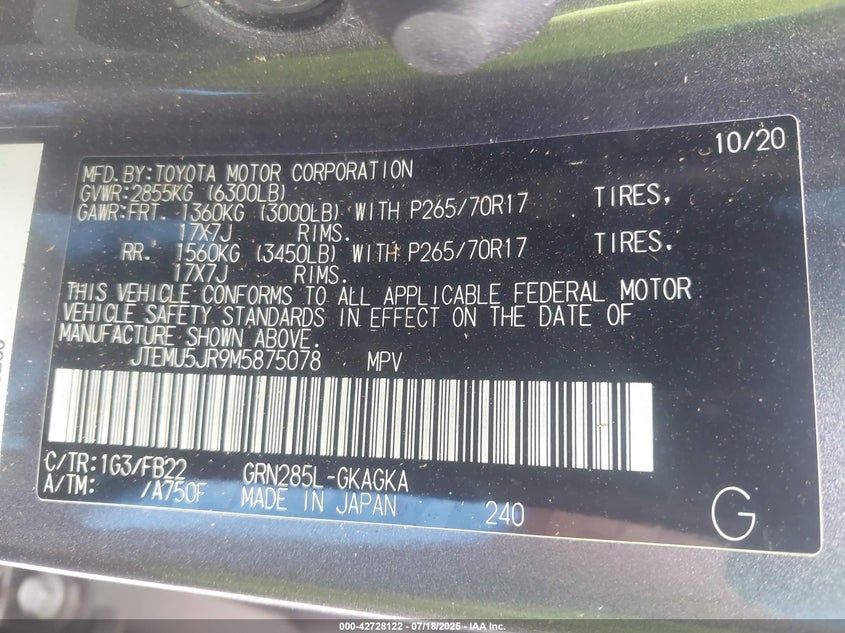 10/20
MFD.BY:TOYOTA MOTOR CORPORATION
GVWR:2855KG (6300LB)
GAWR:FRT. 1360KG (3000LB) WITH P265/70R17 TIRES,
17X7J RIMS.
RR. 1560KG (3450LB) WITH P265/70R17 TIRES,
17X7J RIMS.
THIS VEHICLE CONFORMS TO ALL APPLICABLE FEDERAL MOTOR
VEHICLE SAFETY STANDARDS IN EFFECT ON THE DATE OF
MANUFACTURE SHOWN ABOVE.
JTEMU5JR9M5875078 MPV
C/TR:1G3/FB22 GRN285L-GKAGKA
A/TM: /A750F MADE IN JAPAN 240 G
000-42728122 - 07/18/2025 - IAA Inc.